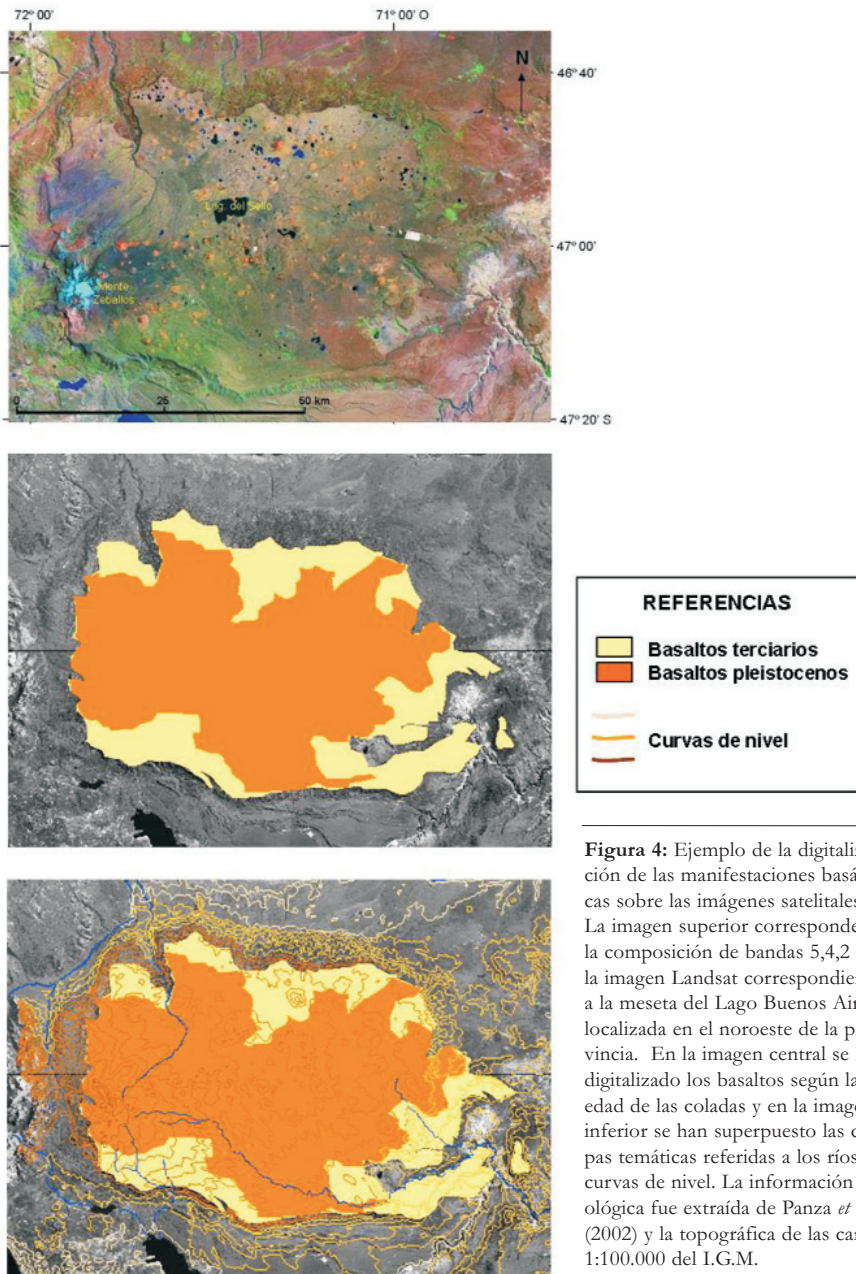 72º 00'
71º 00' O
N
46º 40'
Lag. del Sello
47º 00'
Monte
Zeballos
0 25 50 km
47º 20' S
REFERENCIAS
Basaltos terciarios
Basaltos pleistocenos
Curvas de nivel
Figura 4: Ejemplo de la digitaliz
ción de las manifestaciones basá
cas sobre las imágenes satelitales
La imagen superior corresponde
la composición de bandas 5,4,2
la imagen Landsat correspondie
a la meseta del Lago Buenos Air
localizada en el noroeste de la p
vincia. En la imagen central se
digitalizado los basaltos según la
edad de las coladas y en la image
inferior se han superpuesto las c
pas temáticas referidas a los ríos
curvas de nivel. La información
ológica fue extraída de Panza et
(2002) y la topográfica de las car
1:100.000 del I.G.M.